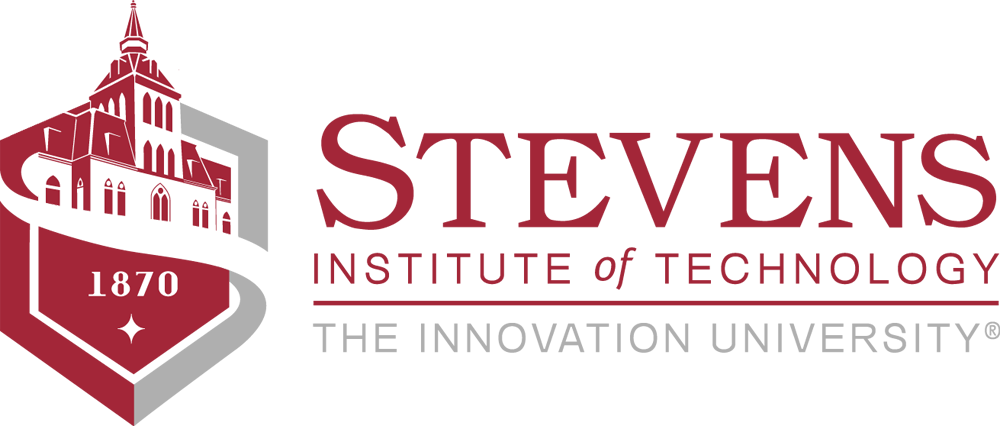 1870
STEVENS
INSTITUTE of TECHNOLOGY
THE INNOVATION UNIVERSITY®